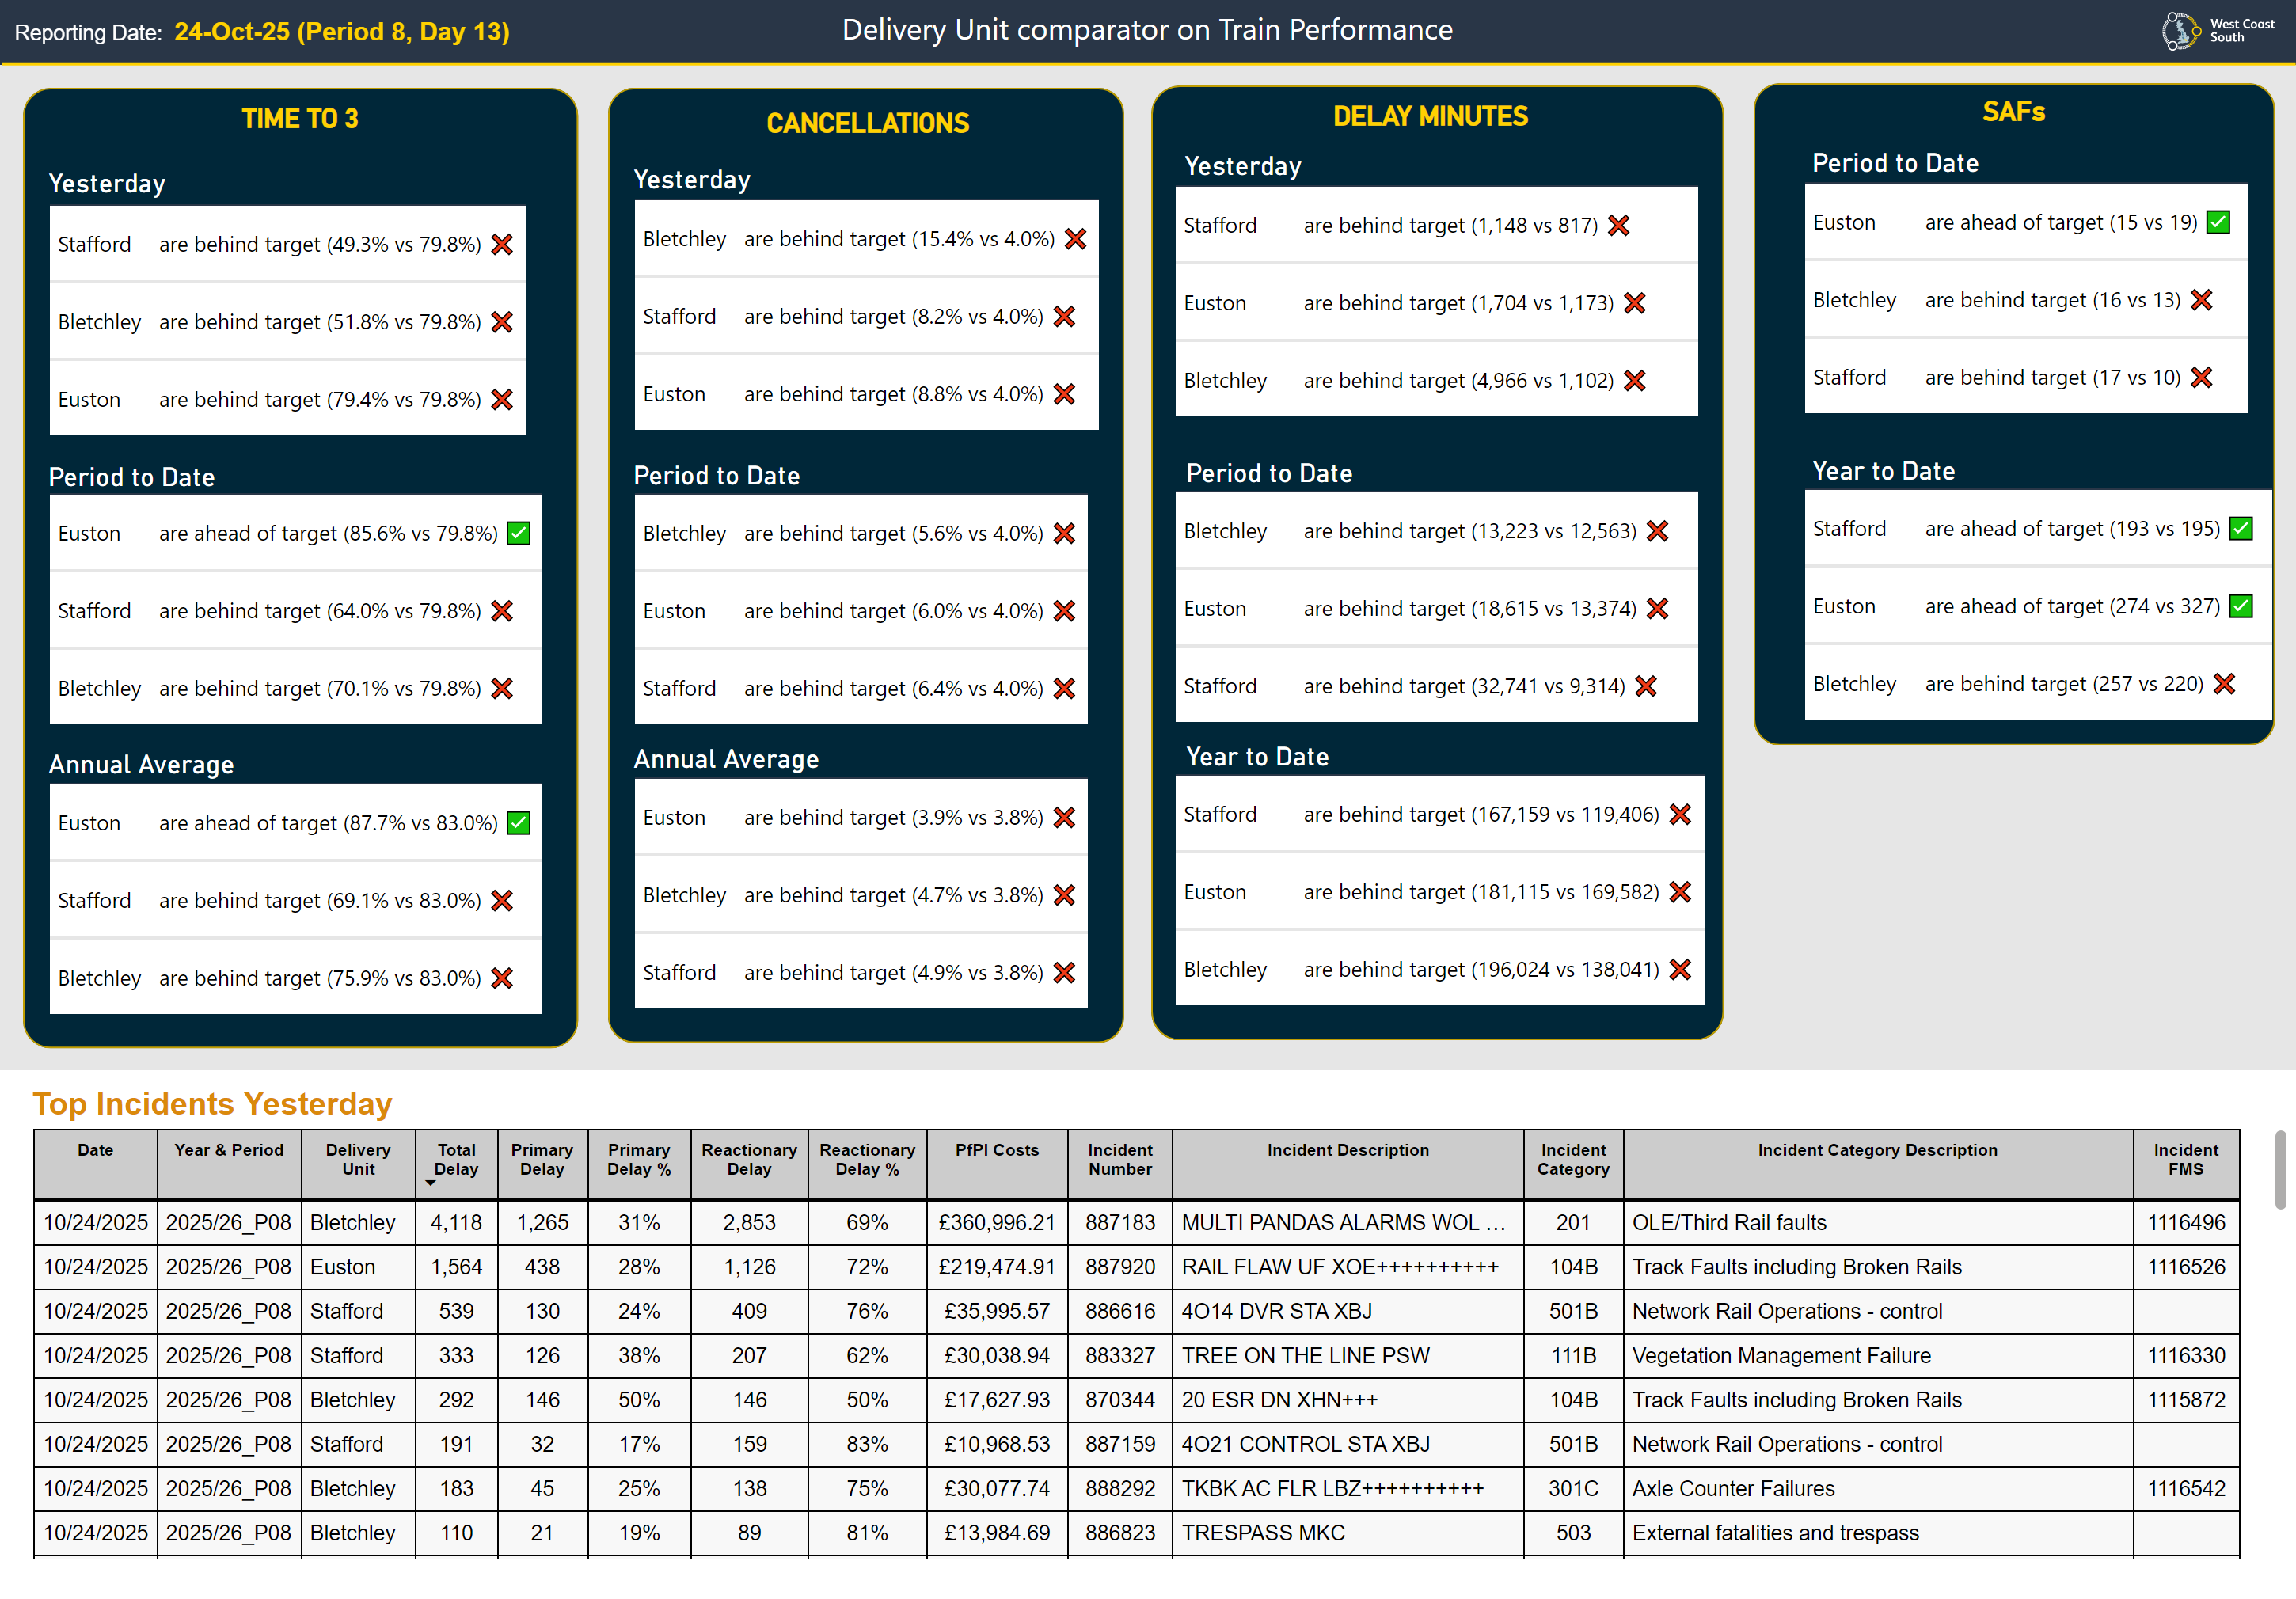 Reporting Date: 24-Oct-25 (Period 8, Day 13)
Delivery Unit comparator on Train Performance
West Coast
South
TIME TO 3
Yesterday
Stafford are behind target (49.3% vs 79.8%) ❌
Bletchley are behind target (51.8% vs 79.8%) ❌
Euston are behind target (79.4% vs 79.8%) ❌
Period to Date
Euston are ahead of target (85.6% vs 79.8%) ✅
Stafford are behind target (64.0% vs 79.8%) ❌
Bletchley are behind target (70.1% vs 79.8%) ❌
Annual Average
Euston are ahead of target (87.7% vs 83.0%) ✅
Stafford are behind target (69.1% vs 83.0%) ❌
Bletchley are behind target (75.9% vs 83.0%) ❌
CANCELLATIONS
Yesterday
Bletchley are behind target (15.4% vs 4.0%) ❌
Stafford are behind target (8.2% vs 4.0%) ❌
Euston are behind target (8.8% vs 4.0%) ❌
Period to Date
Bletchley are behind target (5.6% vs 4.0%) ❌
Euston are behind target (6.0% vs 4.0%) ❌
Stafford are behind target (6.4% vs 4.0%) ❌
Annual Average
Euston are behind target (3.9% vs 3.8%) ❌
Bletchley are behind target (4.7% vs 3.8%) ❌
Stafford are behind target (4.9% vs 3.8%) ❌
DELAY MINUTES
Yesterday
Stafford are behind target (1,148 vs 817) ❌
Euston are behind target (1,704 vs 1,173) ❌
Bletchley are behind target (4,966 vs 1,102) ❌
Period to Date
Bletchley are behind target (13,223 vs 12,563) ❌
Euston are behind target (18,615 vs 13,374) ❌
Stafford are behind target (32,741 vs 9,314) ❌
Year to Date
Stafford are behind target (167,159 vs 119,406) ❌
Euston are behind target (181,115 vs 169,582) ❌
Bletchley are behind target (196,024 vs 138,041) ❌
SAFs
Period to Date
Euston are ahead of target (15 vs 19) ✅
Bletchley are behind target (16 vs 13) ❌
Stafford are behind target (17 vs 10) ❌
Year to Date
Stafford are ahead of target (193 vs 195) ✅
Euston are ahead of target (274 vs 327) ✅
Bletchley are behind target (257 vs 220) ❌
Top Incidents Yesterday
Date Year & Period Delivery Unit Total Delay Primary Delay Primary Delay % Reactionary Delay Reactionary Delay % PfPI Costs Incident Number Incident Description Incident Category Incident Category Description Incident FMS
10/24/2025 2025/26_P08 Bletchley 4,118 1,265 31% 2,853 69% £360,996.21 887183 MULTI PANDAS ALARMS WOL ... 201 OLE/Third Rail faults 1116496
10/24/2025 2025/26_P08 Euston 1,564 438 28% 1,126 72% £219,474.91 887920 RAIL FLAW UF XOE++++++++++ 104B Track Faults including Broken Rails 1116526
10/24/2025 2025/26_P08 Stafford 539 130 24% 409 76% £35,995.57 886616 4O14 DVR STA XBJ 501B Network Rail Operations - control
10/24/2025 2025/26_P08 Stafford 333 126 38% 207 62% £30,038.94 883327 TREE ON THE LINE PSW 111B Vegetation Management Failure 1116330
10/24/2025 2025/26_P08 Bletchley 292 146 50% 146 50% £17,627.93 870344 20 ESR DN XHN+++ 104B Track Faults including Broken Rails 1115872
10/24/2025 2025/26_P08 Stafford 191 32 17% 159 83% £10,968.53 887159 4O21 CONTROL STA XBJ 501B Network Rail Operations - control
10/24/2025 2025/26_P08 Bletchley 183 45 25% 138 75% £30,077.74 888292 TKBK AC FLR LBZ++++++++++ 301C Axle Counter Failures 1116542
10/24/2025 2025/26_P08 Bletchley 110 21 19% 89 81% £13,984.69 886823 TRESPASS MKC 503 External fatalities and trespass